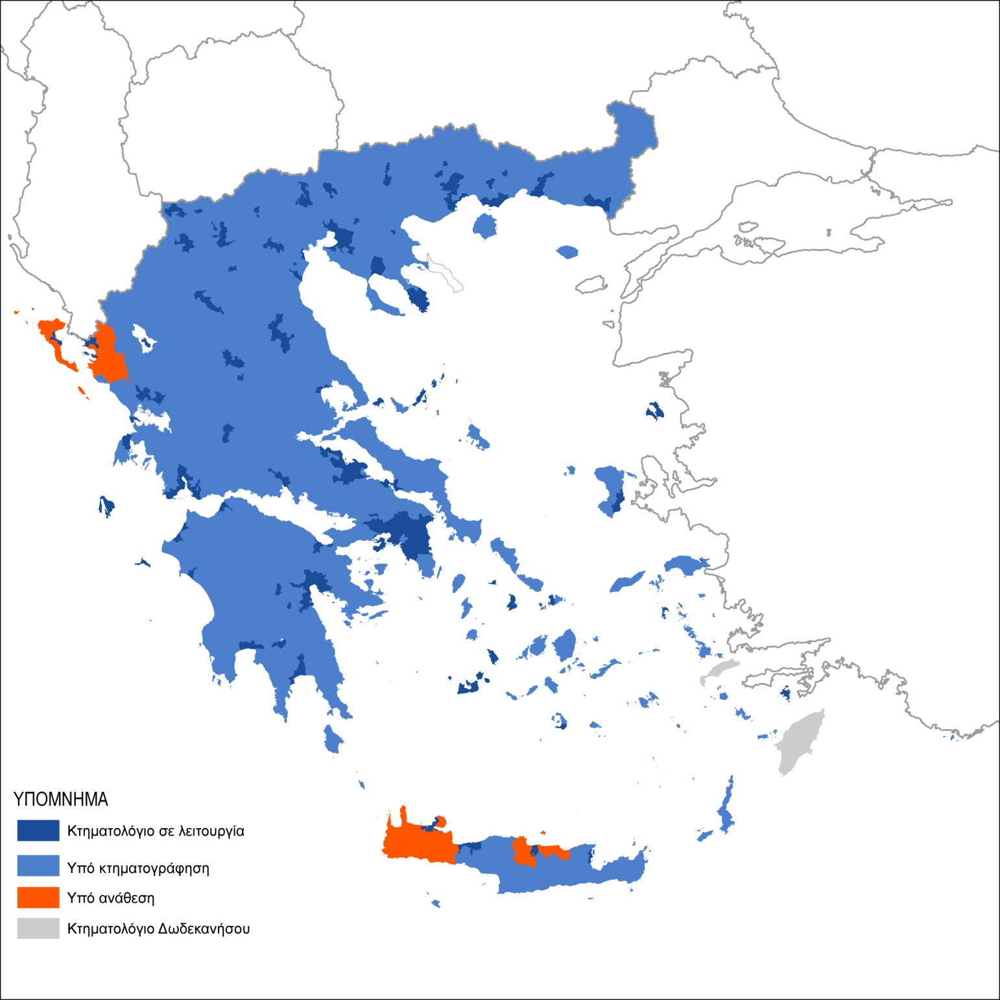 ΥΠΟΜΝΗΜΑ
Κτηματολόγιο σε λειτουργία
Υπό κτηματογράφηση
Υπό ανάθεση
Κτηματολόγιο Δωδεκανήσου